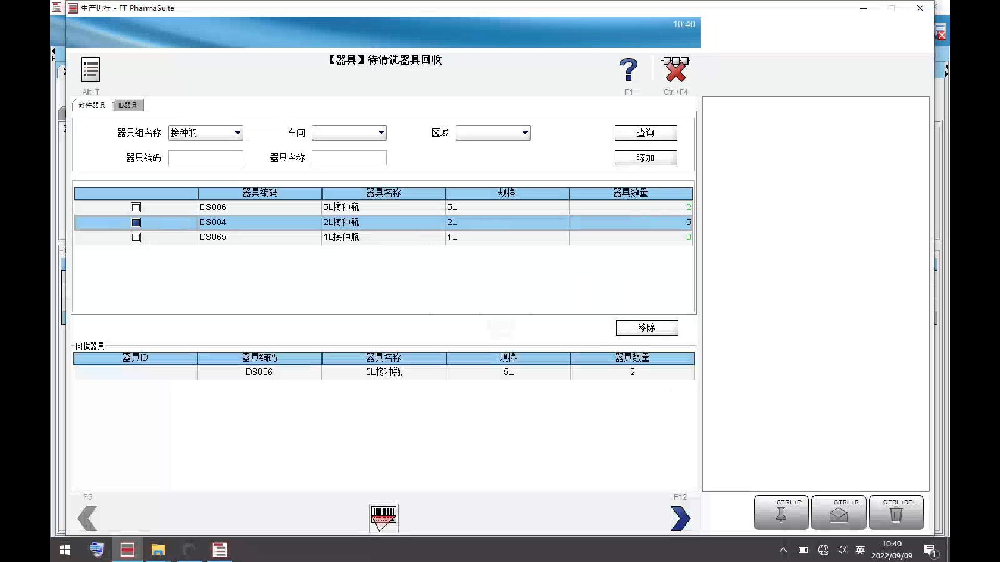 生产执行 - FT PharmaSuite
10:40
【器具】待清洗器具回收
Alt+T
F1
Ctrl+F4
散件器具
ID器具
器具组名称 接种瓶 车间 区域 查询
器具编码 器具名称 添加
器具编码 器具名称 规格 器具数量
DS006 5L接种瓶 5L 2
DS004 2L接种瓶 2L 5
DS065 1L接种瓶 1L 0
移除
回收器具
器具ID 器具编码 器具名称 规格 器具数量
DS006 5L接种瓶 5L 2
F5
F12
CTRL+P
CTRL+R
CTRL+DEL
英
10:40
2022/09/09
1